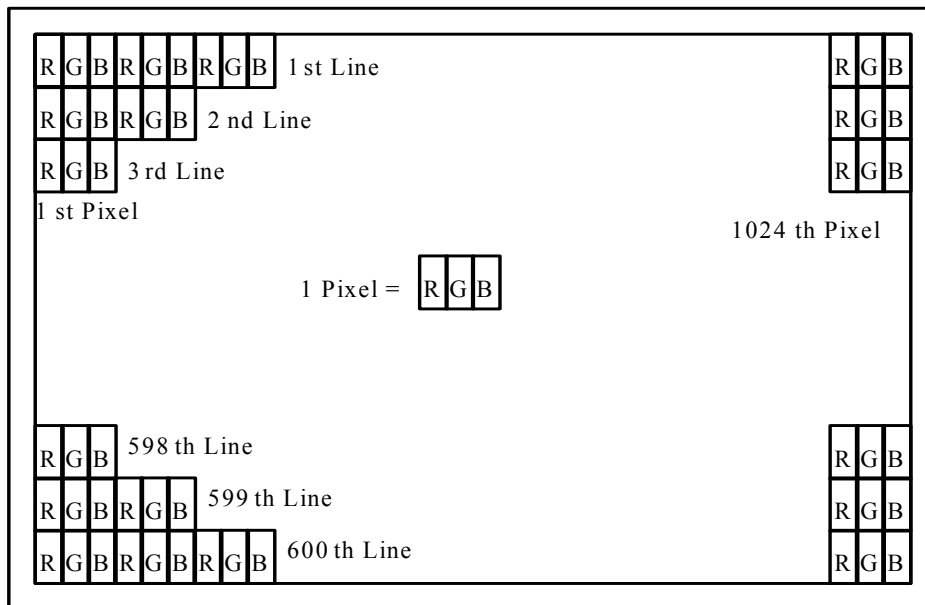 R G B R G B R G B 1 st Line R G B
R G B R G B 2 nd Line R G B
R G B 3 rd Line R G B
1 st Pixel
1024 th Pixel
1 Pixel = R G B
R G B 598 th Line R G B
R G B R G B 599 th Line R G B
R G B R G B R G B 600 th Line R G B